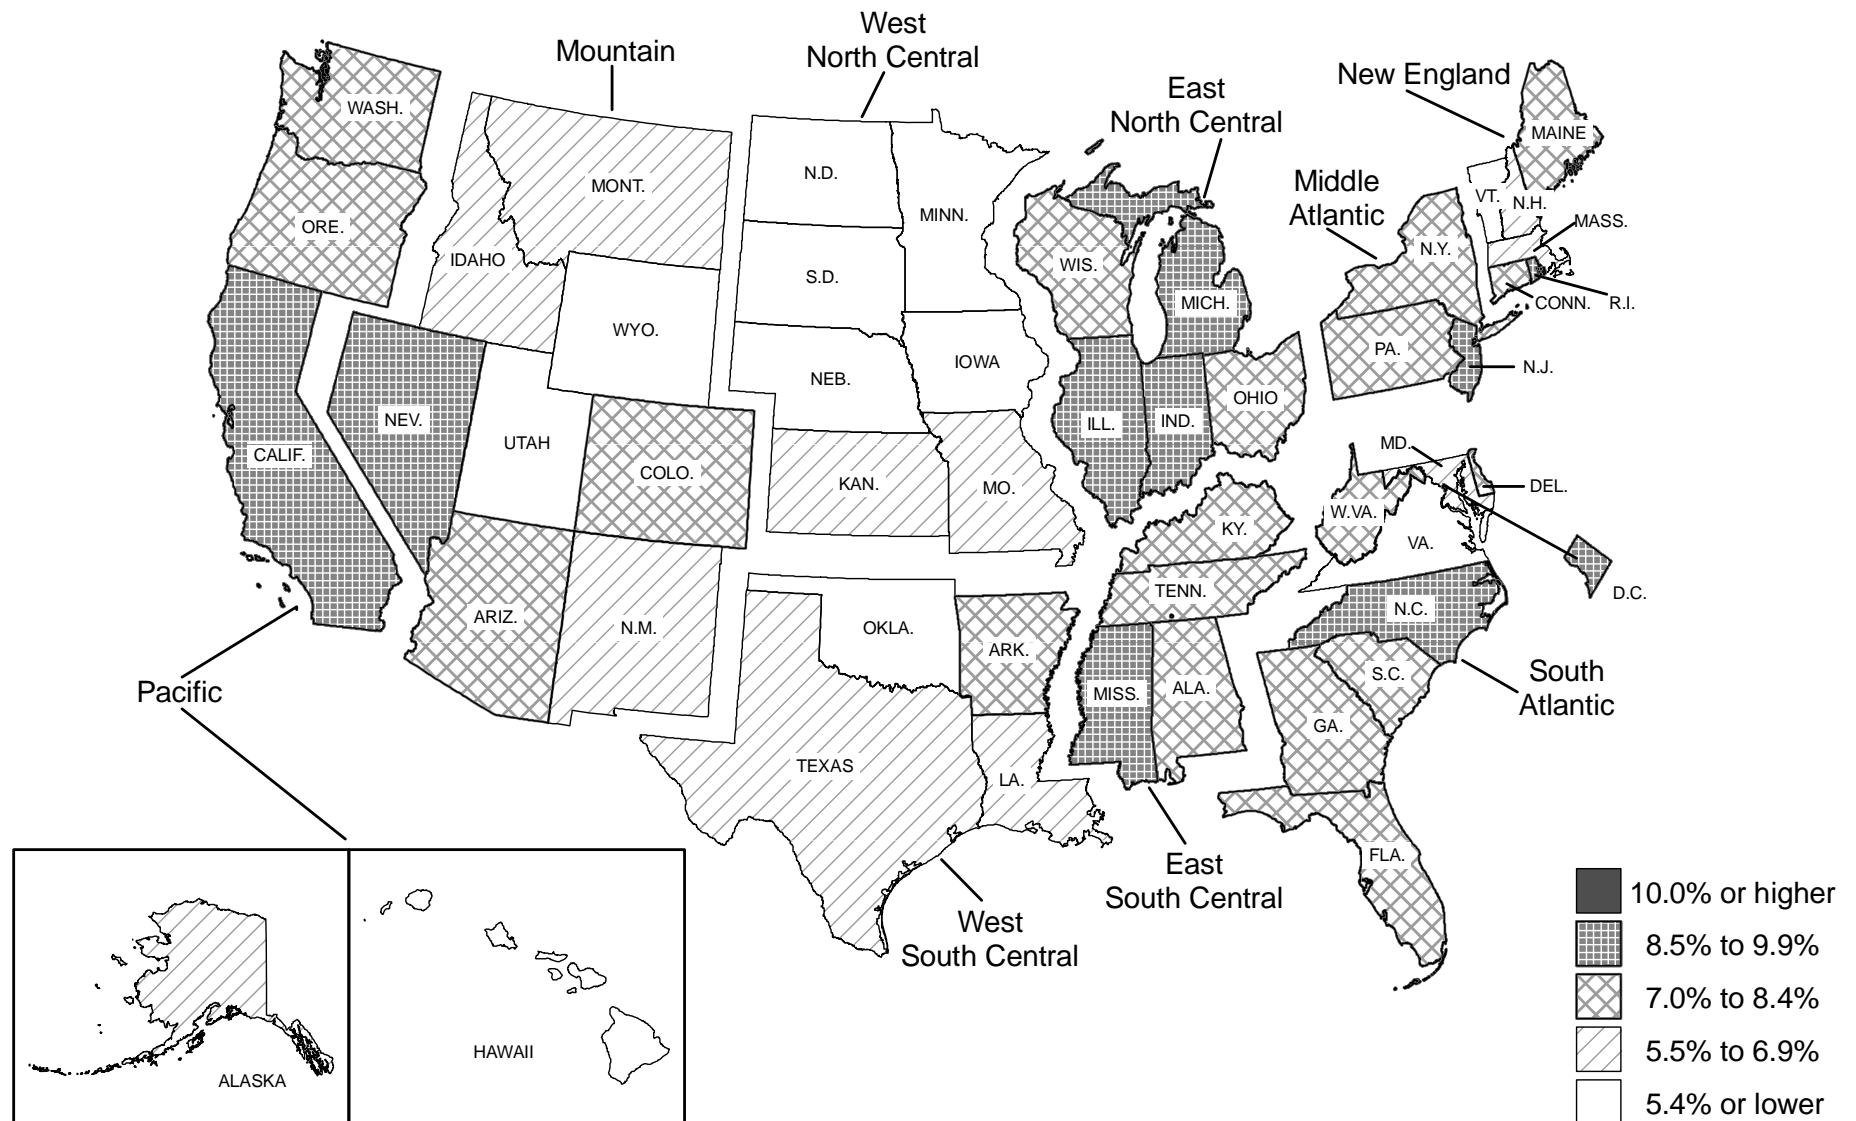 West
North Central
Mountain
New England
East
North Central
Middle
Atlantic
WASH.
MAINE
MONT.
N.D.
MINN.
VT.
N.H.
MASS.
ORE.
IDAHO
S.D.
WIS.
N.Y.
MICH.
CONN.
R.I.
WYO.
PA.
N.J.
NEB.
IOWA
OHIO
NEV.
ILL.
IND.
UTAH
CALIF.
COLO.
KAN.
MO.
MD.
DEL.
W.VA.
KY.
VA.
D.C.
TENN.
N.C.
ARIZ.
N.M.
OKLA.
ARK.
S.C.
South
Atlantic
Pacific
MISS.
ALA.
GA.
TEXAS
LA.
FLA.
East
South Central
West
South Central
HAWAII
ALASKA
10.0% or higher
8.5% to 9.9%
7.0% to 8.4%
5.5% to 6.9%
5.4% or lower